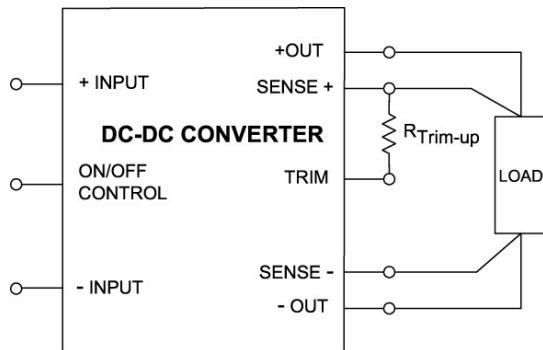 +OUT
+ INPUT
SENSE +
DC-DC CONVERTER
RTrim-up
ON/OFF
CONTROL
TRIM
LOAD
SENSE -
- INPUT
- OUT